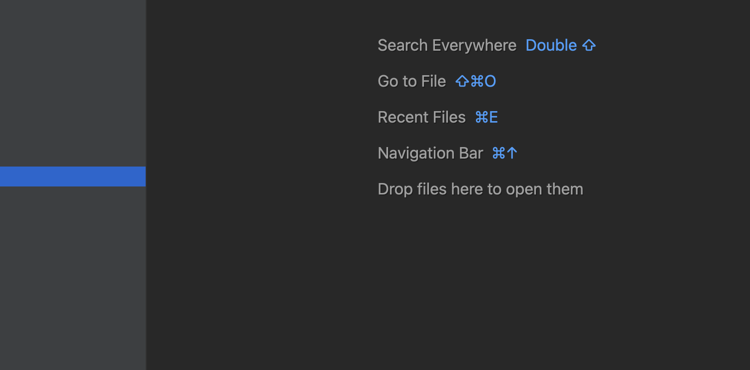 Search Everywhere Double ⇧
Go to File ⇧⌘O
Recent Files ⌘E
Navigation Bar ⌘↑
Drop files here to open them